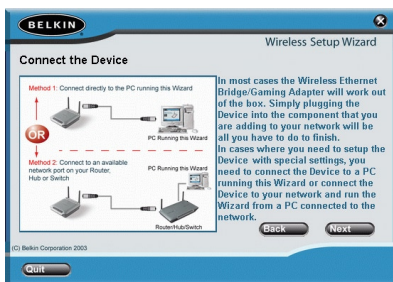 BELKIN
Wireless Setup Wizard
Connect the Device
Method 1: Connect directly to the PC running this Wizard
PC Running this Wizard
OR
Method 2: Connect to an available
network port on your Router,
Hub or Switch
PC Running this Wizard
Router/Hub/Switch
In most cases the Wireless Ethernet
Bridge/Gaming Adapter will work out
of the box. Simply plugging the
Device into the component that you
are adding to your network will be
all you have to do to finish.
In cases where you need to setup the
Device with special settings, you
need to connect the Device to a PC
running this Wizard or connect the
Device to your network and run the
Wizard from a PC connected to the
network.
Back
Next
(C) Belkin Corporation 2003
Quit